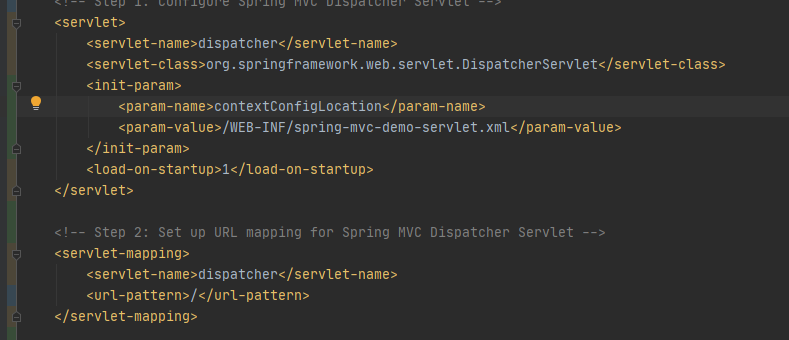 <!-- Step 1: Configure Spring MVC Dispatcher Servlet -->
<servlet>
<servlet-name>dispatcher</servlet-name>
<servlet-class>org.springframework.web.servlet.DispatcherServlet</servlet-class>
<init-param>
<param-name>contextConfigLocation</param-name>
<param-value>/WEB-INF/spring-mvc-demo-servlet.xml</param-value>
</init-param>
<load-on-startup>1</load-on-startup>
</servlet>
<!-- Step 2: Set up URL mapping for Spring MVC Dispatcher Servlet -->
<servlet-mapping>
<servlet-name>dispatcher</servlet-name>
<url-pattern>/</url-pattern>
</servlet-mapping>